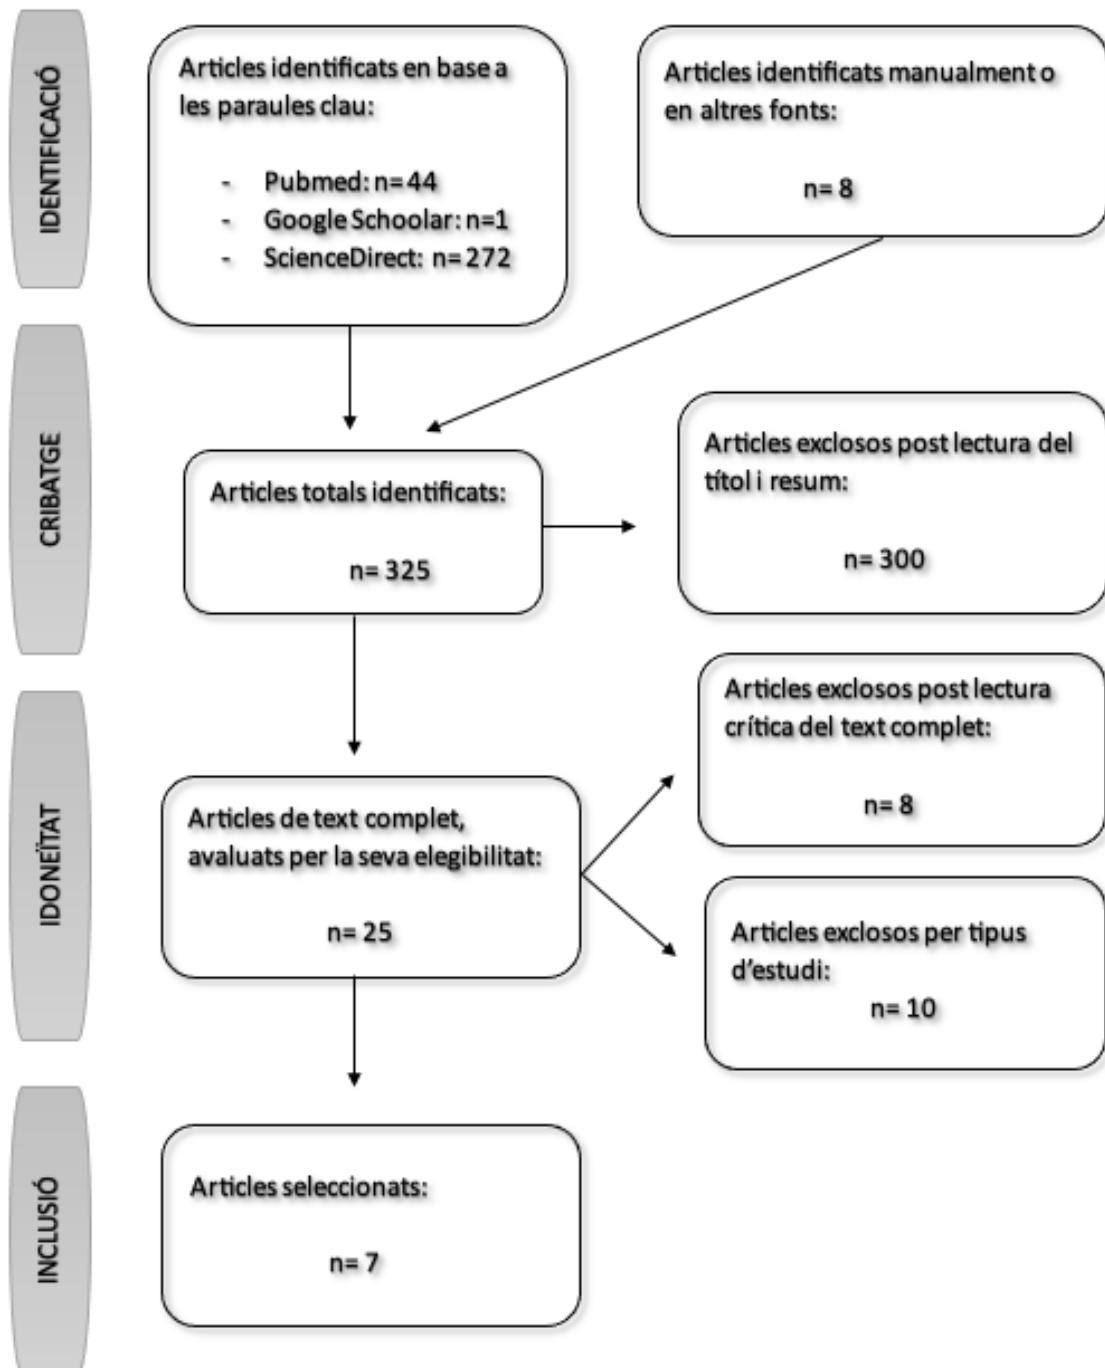 IDENTIFICACIÓ
Articles identificats en base a
les paraules clau:
- Pubmed: n= 44
- Google Schoolar: n=1
- ScienceDirect: n= 272
Articles identificats manualment o
en altres fonts:
n= 8
CRIBATGE
Articles totals identificats:
n= 325
Articles exclosos post lectura del
títol i resum:
n= 300
IDONEÏTAT
Articles de text complet,
avaluats per la seva elegibilitat:
n= 25
Articles exclosos post lectura
crítica del text complet:
n= 8
Articles exclosos per tipus
d'estudi:
n= 10
INCLUSIÓ
Articles seleccionats:
n= 7